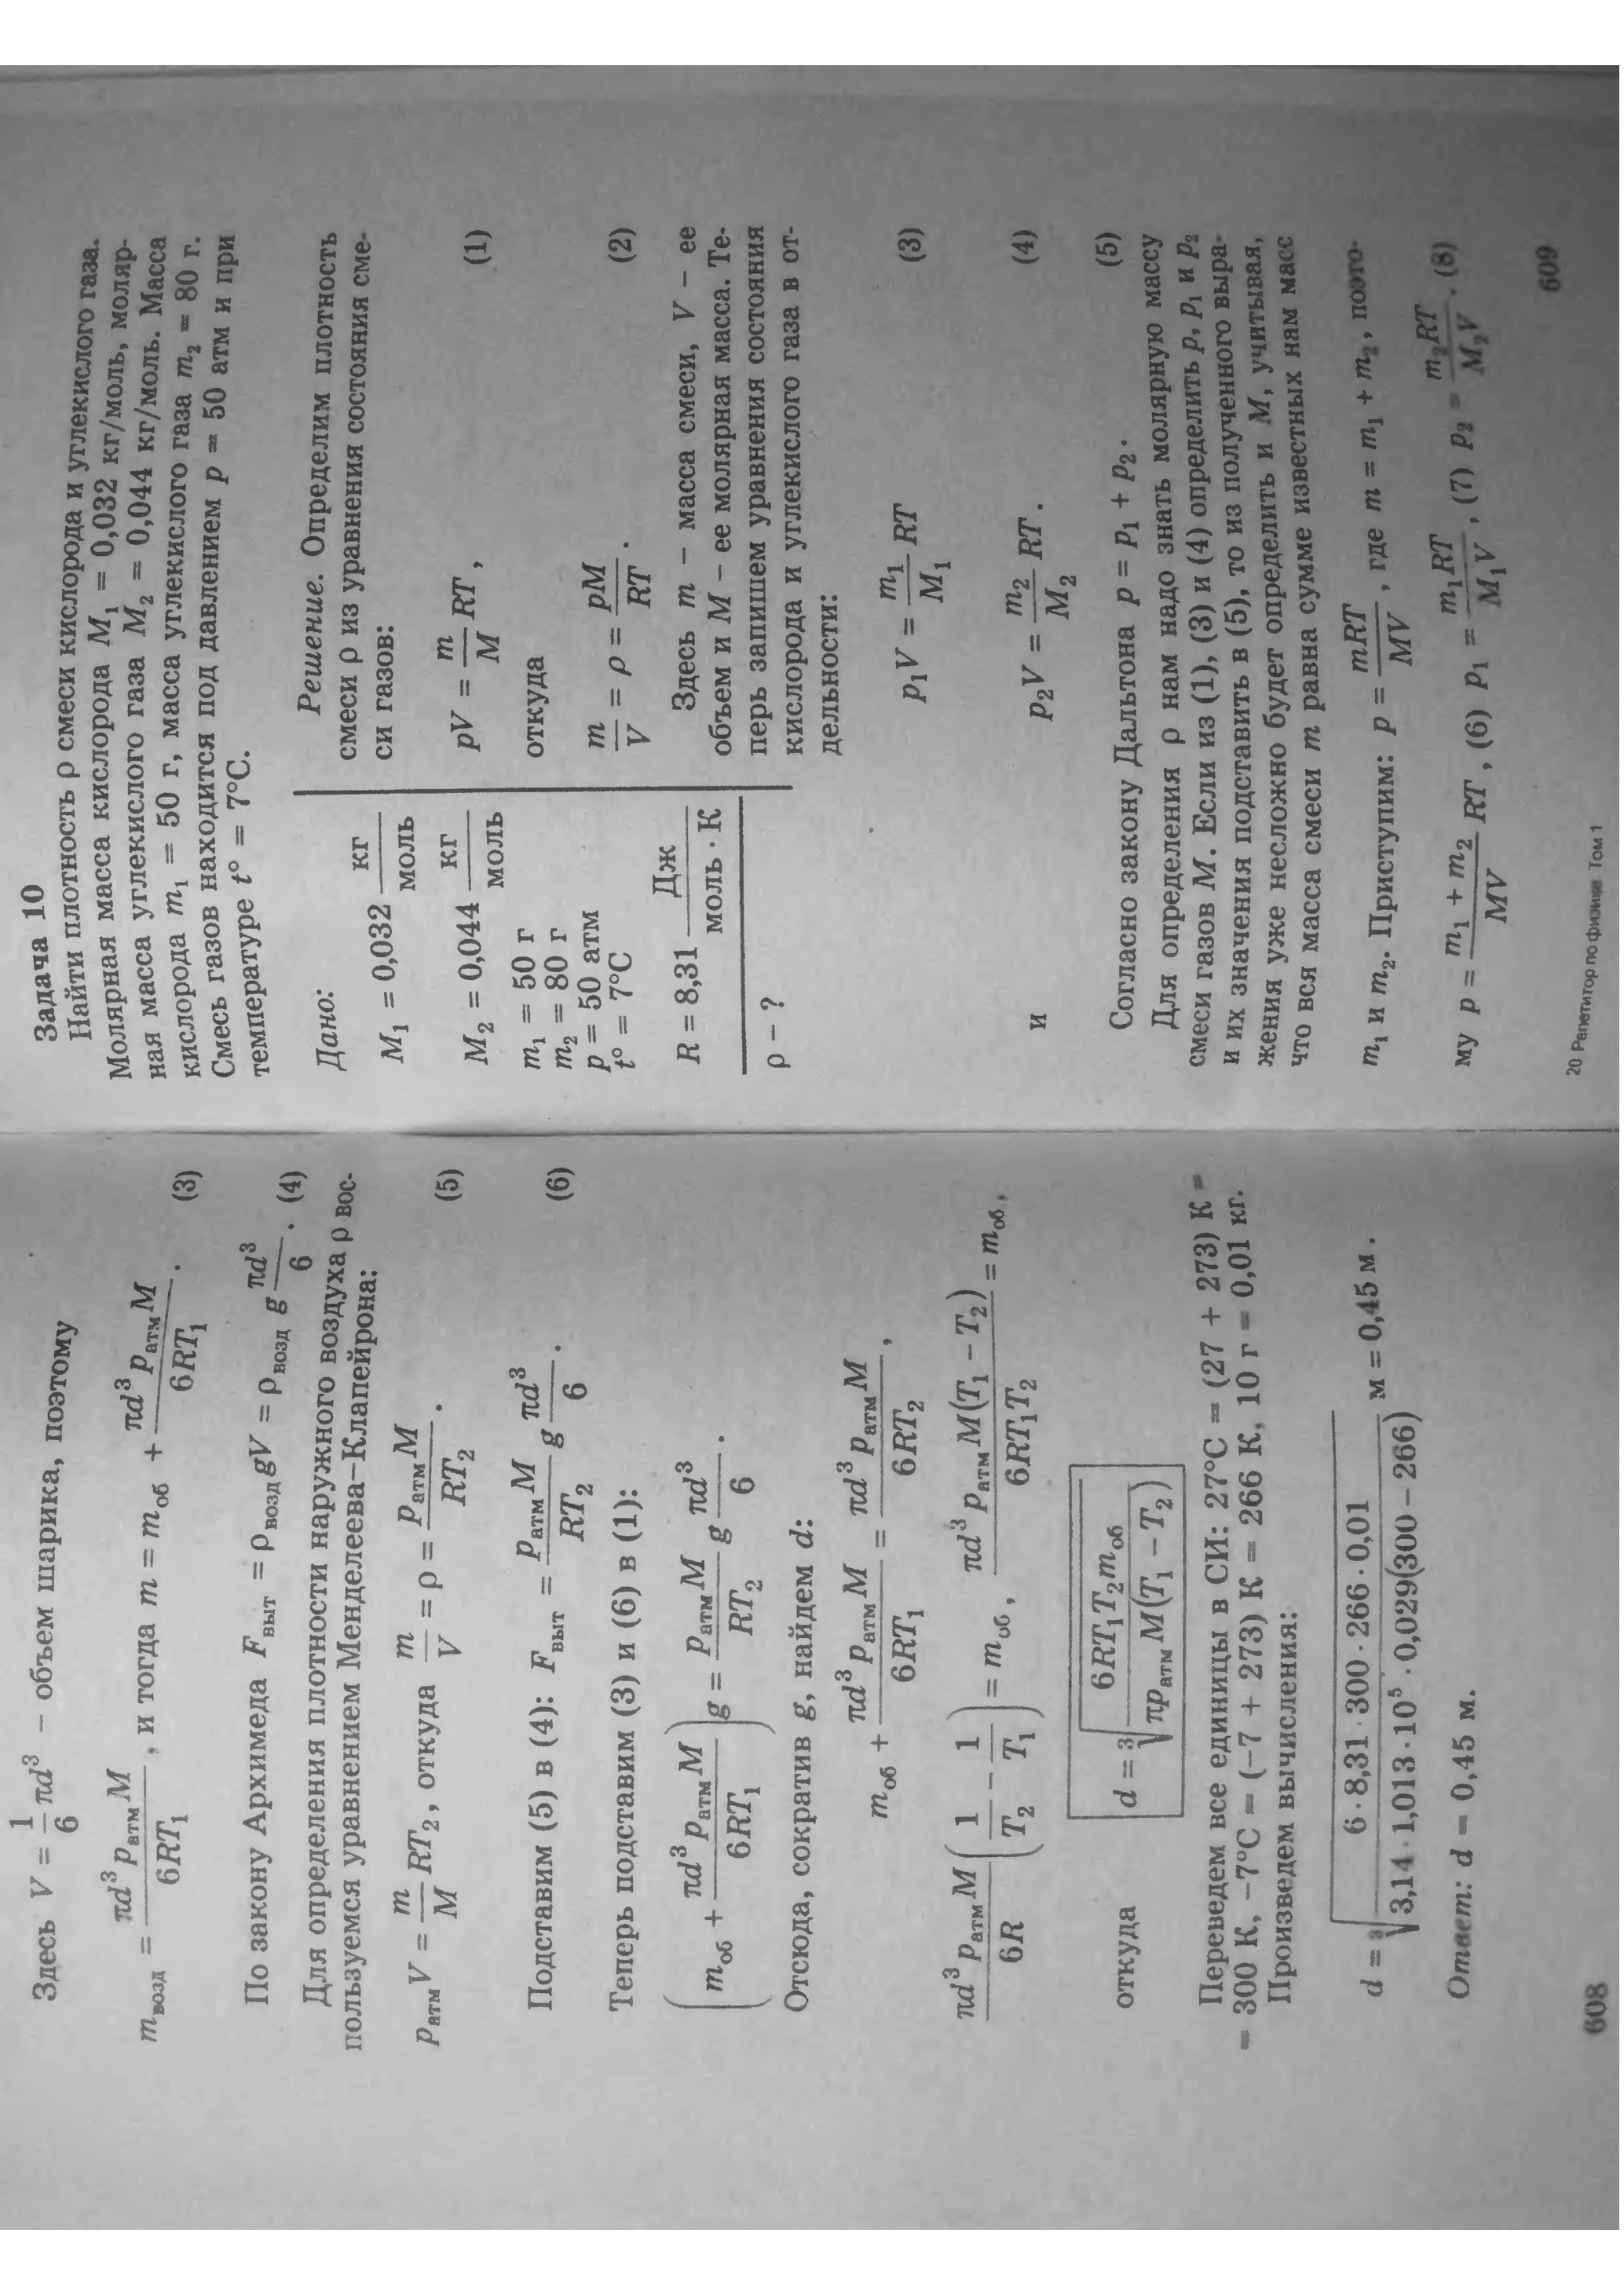 Здесь V = 1/6 πd³ – объем шарика, поэтому
m_возд = πd³p_атм M / 6RT₁, и тогда m = m_об + πd³p_атм M / 6RT₁. (3)
По закону Архимеда F_выт = ρ_возд gV = ρ_возд g πd³/6. (4)
Для определения плотности наружного воздуха ρ вос-
пользуемся уравнением Менделеева–Клапейрона:
p_атм V = m/M RT₂, откуда m/V = ρ = p_атм M / RT₂. (5)
Подставим (5) в (4): F_выт = p_атм M / RT₂ g πd³/6. (6)
Теперь подставим (3) и (6) в (1):
(m_об + πd³p_атм M / 6RT₁) g = p_атм M / RT₂ g πd³/6.
Отсюда, сократив g, найдем d:
m_об + πd³p_атм M / 6RT₁ = πd³p_атм M / 6RT₂,
πd³p_атм M / 6R (1/T₂ − 1/T₁) = m_об, πd³p_атм M(T₁ − T₂) / 6RT₁T₂ = m_об,
откуда d = ∛(6RT₁T₂m_об / πp_атм M(T₁ − T₂))
Переведем все единицы в СИ: 27°С = (27 + 273) К =
= 300 К, −7°С = (−7 + 273) К = 266 К, 10 г = 0,01 кг.
Произведем вычисления:
d = ∛(6·8,31·300·266·0,01 / 3,14·1,013·10⁵·0,029(300 − 266)) м = 0,45 м.
Ответ: d = 0,45 м.
608
Задача 10
Найти плотность ρ смеси кислорода и углекислого газа.
Молярная масса кислорода M₁ = 0,032 кг/моль, моляр-
ная масса углекислого газа M₂ = 0,044 кг/моль. Масса
кислорода m₁ = 50 г, масса углекислого газа m₂ = 80 г.
Смесь газов находится под давлением p = 50 атм и при
температуре t° = 7°С.
Дано:
M₁ = 0,032 кг/моль
M₂ = 0,044 кг/моль
m₁ = 50 г
m₂ = 80 г
p = 50 атм
t° = 7°С
R = 8,31 Дж/моль · К
ρ – ?
Решение. Определим плотность
смеси ρ из уравнения состояния сме-
си газов:
pV = m/M RT, (1)
откуда
m/V = ρ = pM/RT. (2)
Здесь m – масса смеси, V – ее
объем и M – ее молярная масса. Те-
перь запишем уравнения состояния
кислорода и углекислого газа в от-
дельности:
p₁V = m₁/M₁ RT (3)
и p₂V = m₂/M₂ RT. (4)
Согласно закону Дальтона p = p₁ + p₂. (5)
Для определения ρ нам надо знать молярную массу
смеси газов M. Если из (1), (3) и (4) определить p, p₁ и p₂
и их значения подставить в (5), то из полученного выра-
жения уже несложно будет определить и M, учитывая,
что вся масса смеси m равна сумме известных нам масс
m₁ и m₂. Приступим: p = mRT/MV, где m = m₁ + m₂, поэто-
му p = m₁ + m₂/MV RT, (6) p₁ = m₁RT/M₁V, (7) p₂ = m₂RT/M₂V. (8)
20 Репетитор по физике. Том 1
609